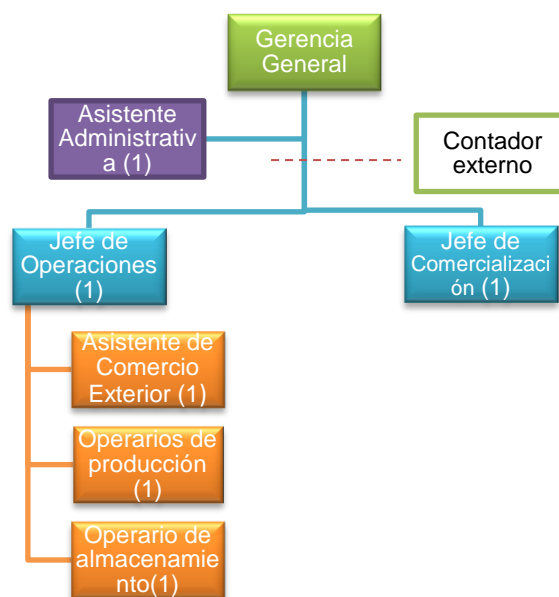 Gerencia
General
Asistente
Administrativ
a (1)
Contador
externo
Jefe de
Operaciones
(1)
Jefe de
Comercializaci
ón (1)
Asistente de
Comercio
Exterior (1)
Operarios de
producción
(1)
Operario de
almacenamie
nto(1)